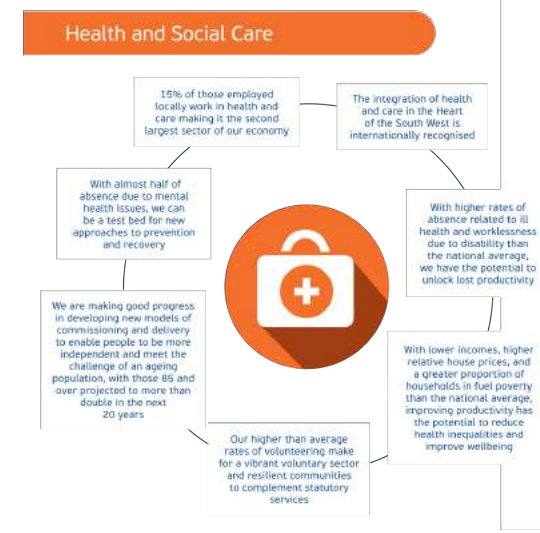 Health and Social Care
15% of those employed
locally work in health and
care making it the second
largest sector of our economy
The integration of health
and care in the Heart
of the South West is
internationally recognised
With higher rates of
absence related to ill
health and worklessness
due to disability than
the national average,
we have the potential to
unlock lost productivity
With lower incomes, higher
relative house prices, and
a greater proportion of
households in fuel poverty
than the national average,
improving productivity has
the potential to reduce
health inequalities and
improve wellbeing
Our higher than average
rates of volunteering make
for a vibrant voluntary sector
and resilient communities
to complement statutory
services
We are making good progress
in developing new models of
commissioning and delivery
to enable people to be more
independent and meet the
challenge of an ageing
population, with those 85 and
over projected to more than
double in the next
20 years
With almost half of
absence due to mental
health issues, we can
be a test bed for new
approaches to prevention
and recovery